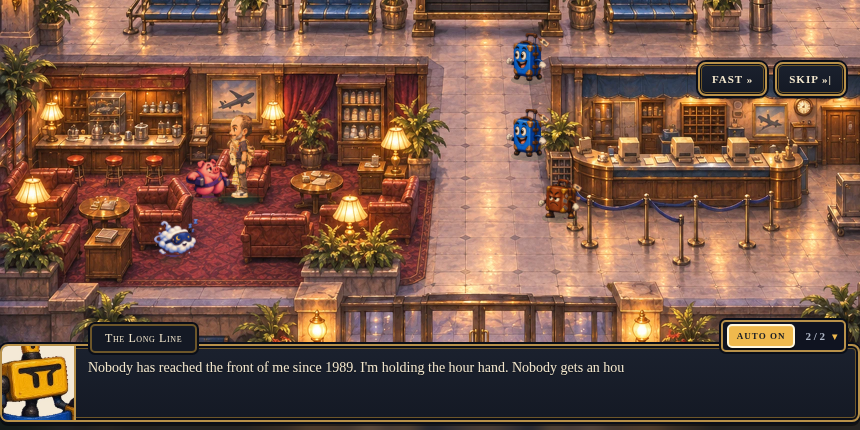 FAST »
SKIP »|
The Long Line
AUTO ON
2 / 2 ▼
Nobody has reached the front of me since 1989. I'm holding the hour hand. Nobody gets an hou